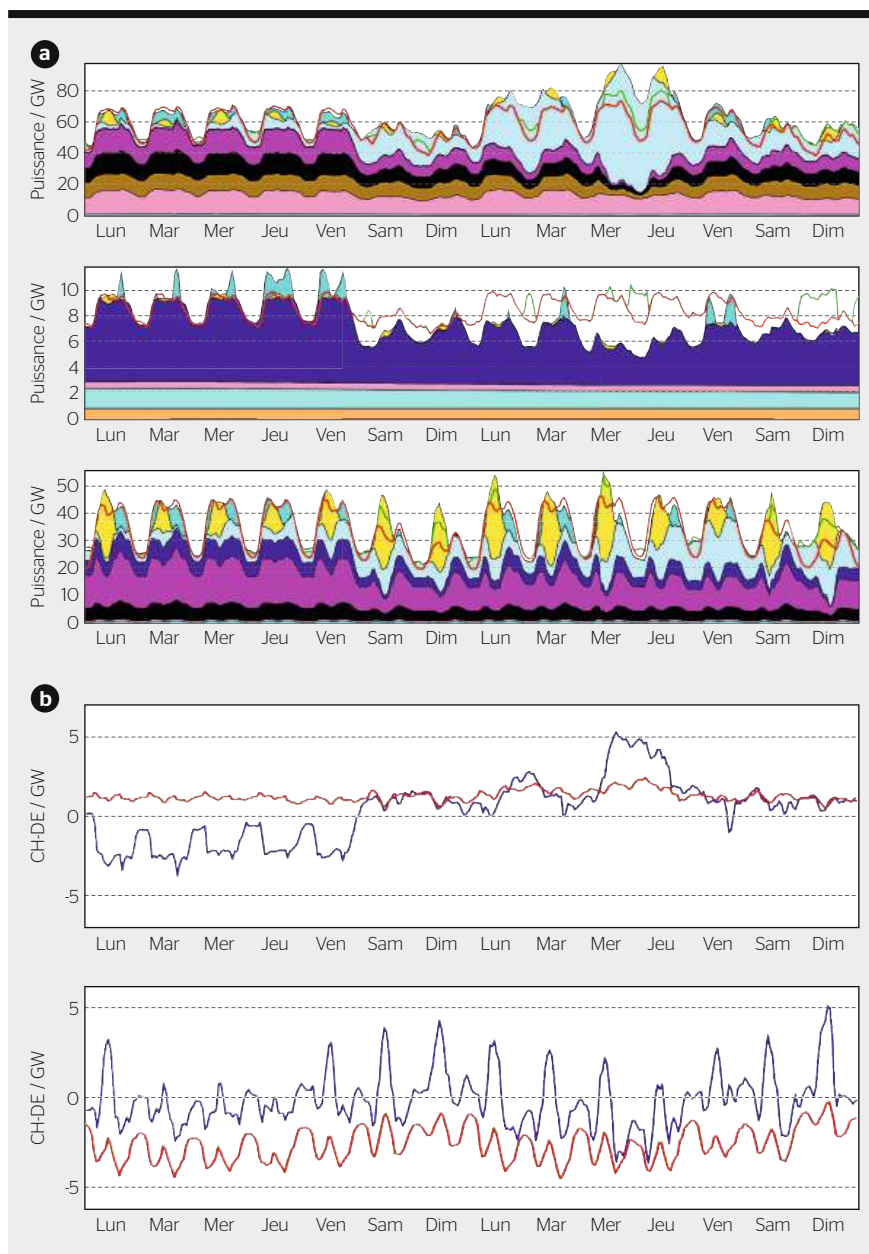 a
Puissance / GW
80
60
40
20
0
Lun Mar Mer Jeu Ven Sam Dim Lun Mar Mer Jeu Ven Sam Dim
Puissance / GW
10
8
6
4
2
0
Lun Mar Mer Jeu Ven Sam Dim Lun Mar Mer Jeu Ven Sam Dim
Puissance / GW
50
40
30
20
10
0
Lun Mar Mer Jeu Ven Sam Dim Lun Mar Mer Jeu Ven Sam Dim
b
CH-DE / GW
5
0
-5
Lun Mar Mer Jeu Ven Sam Dim Lun Mar Mer Jeu Ven Sam Dim
CH-DE / GW
5
0
-5
Lun Mar Mer Jeu Ven Sam Dim Lun Mar Mer Jeu Ven Sam Dim